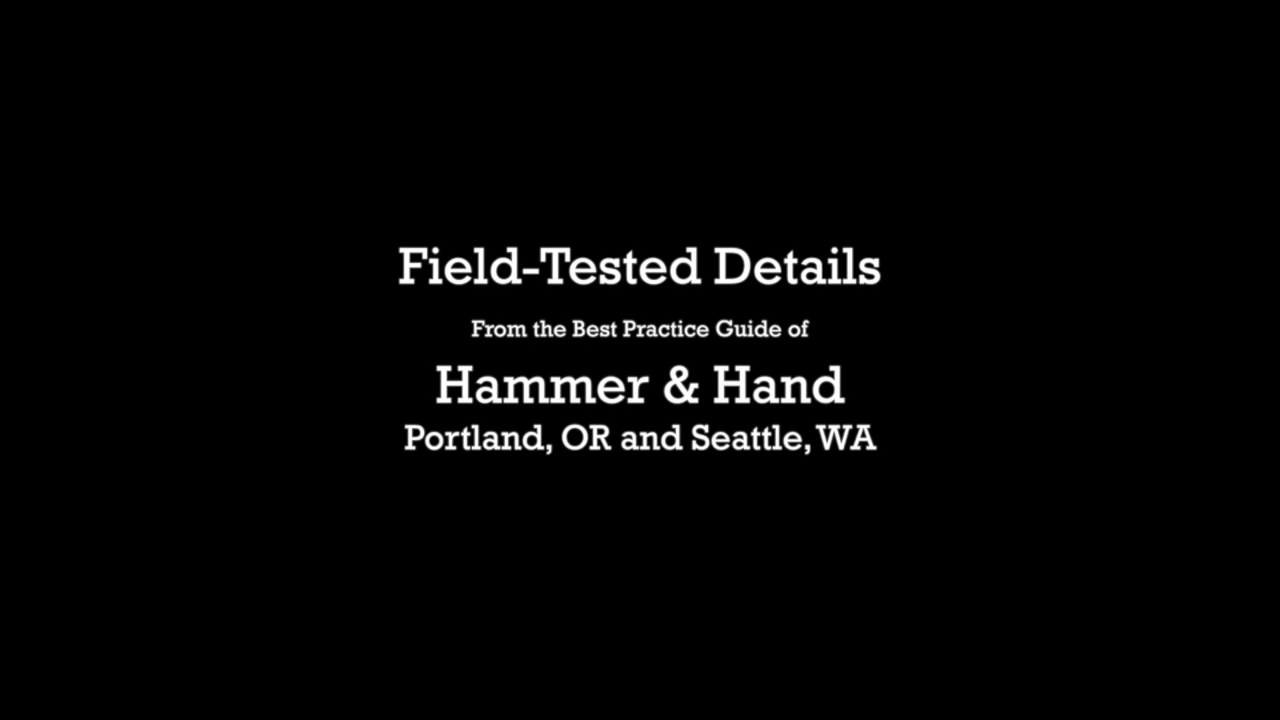 Field-Tested Details
From the Best Practice Guide of
Hammer & Hand
Portland, OR and Seattle, WA